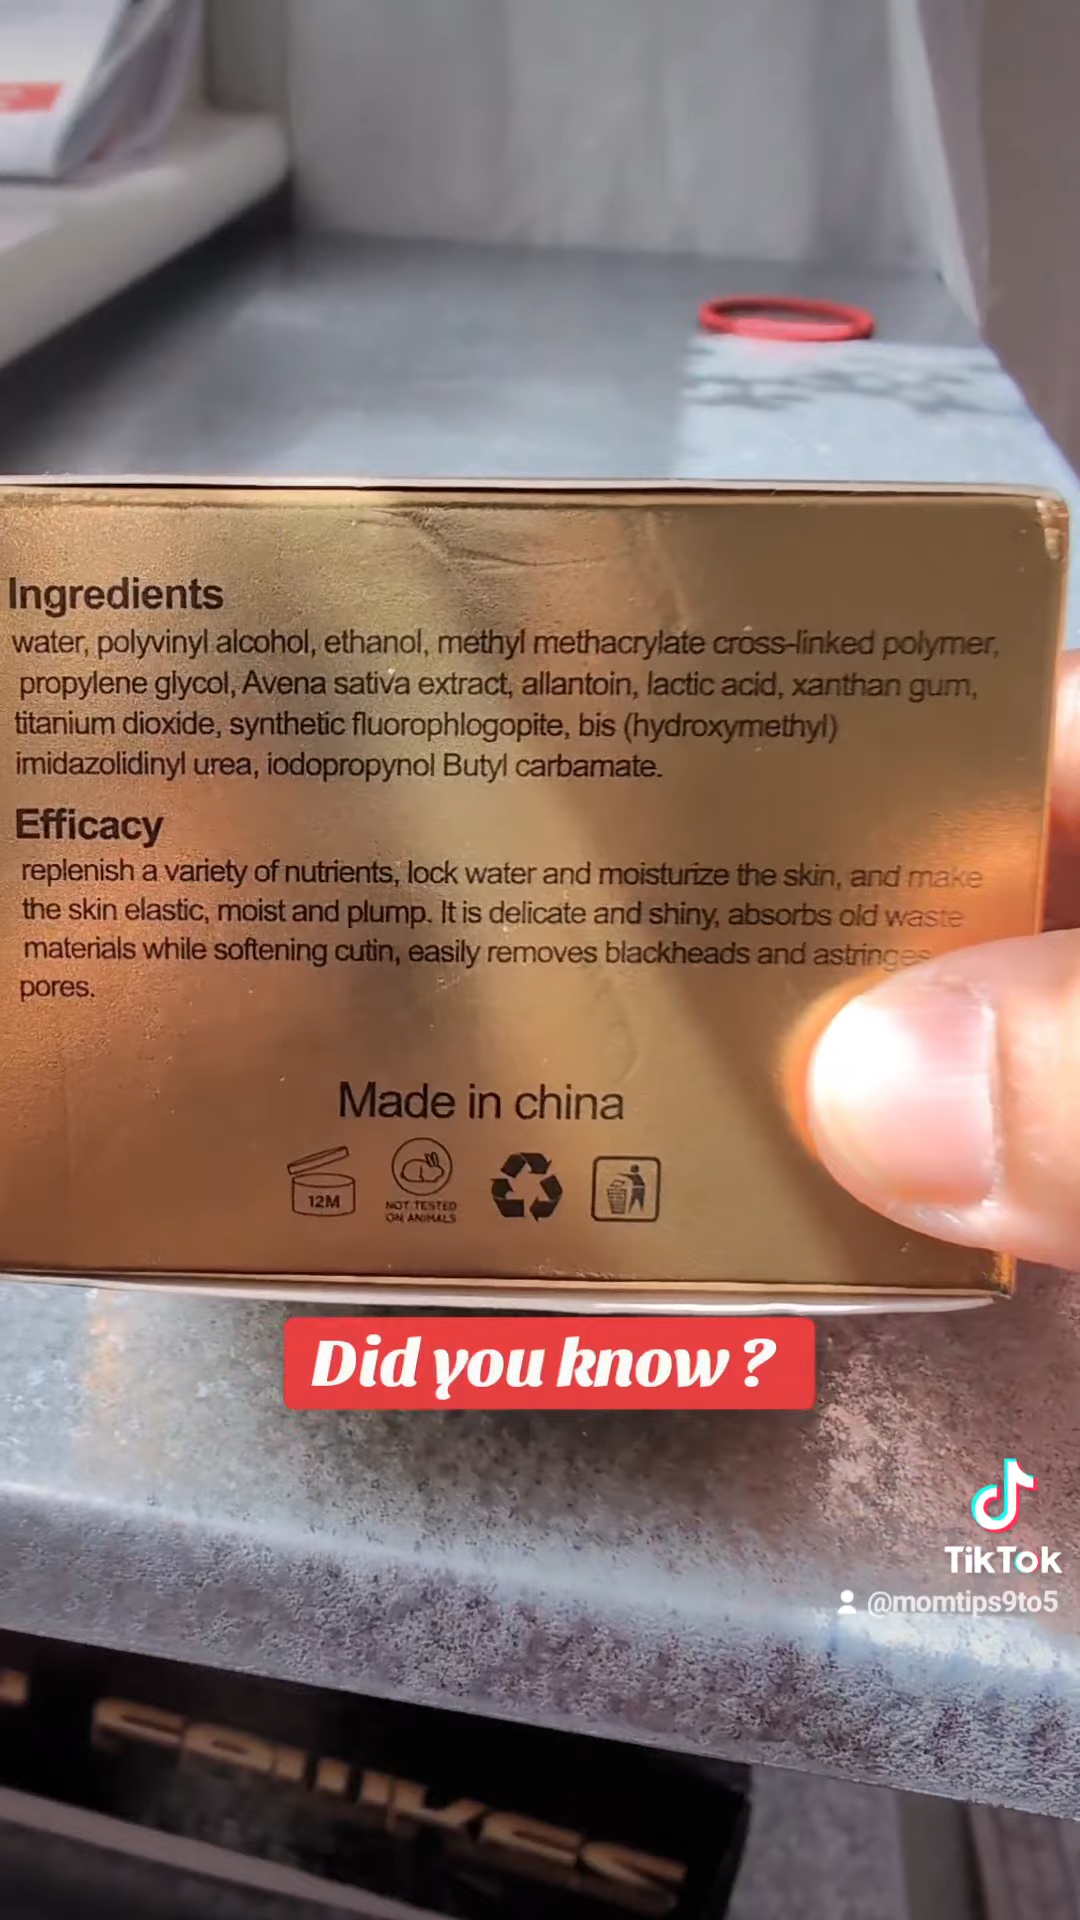 Ingredients
water, polyvinyl alcohol, ethanol, methyl methacrylate cross-linked polymer,
propylene glycol, Avena sativa extract, allantoin, lactic acid, xanthan gum,
titanium dioxide, synthetic fluorophlogopite, bis (hydroxymethyl)
imidazolidinyl urea, iodopropynol Butyl carbamate.
Efficacy
replenish a variety of nutrients, lock water and moisturize the skin, and make
the skin elastic, moist and plump. It is delicate and shiny, absorbs old waste
materials while softening cutin, easily removes blackheads and astringes
pores.
Made in china
12M
NOT TESTED
ON ANIMALS
Did you know ?
TikTok
@momtips9to5